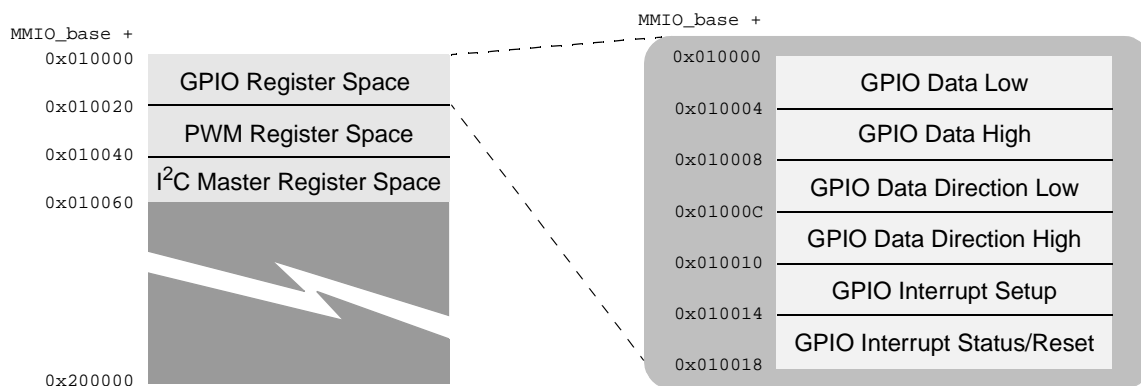 MMIO_base +
0x010000
GPIO Register Space
0x010020
PWM Register Space
0x010040
I²C Master Register Space
0x010060
0x200000
MMIO_base +
0x010000
GPIO Data Low
0x010004
GPIO Data High
0x010008
GPIO Data Direction Low
0x01000C
GPIO Data Direction High
0x010010
GPIO Interrupt Setup
0x010014
GPIO Interrupt Status/Reset
0x010018